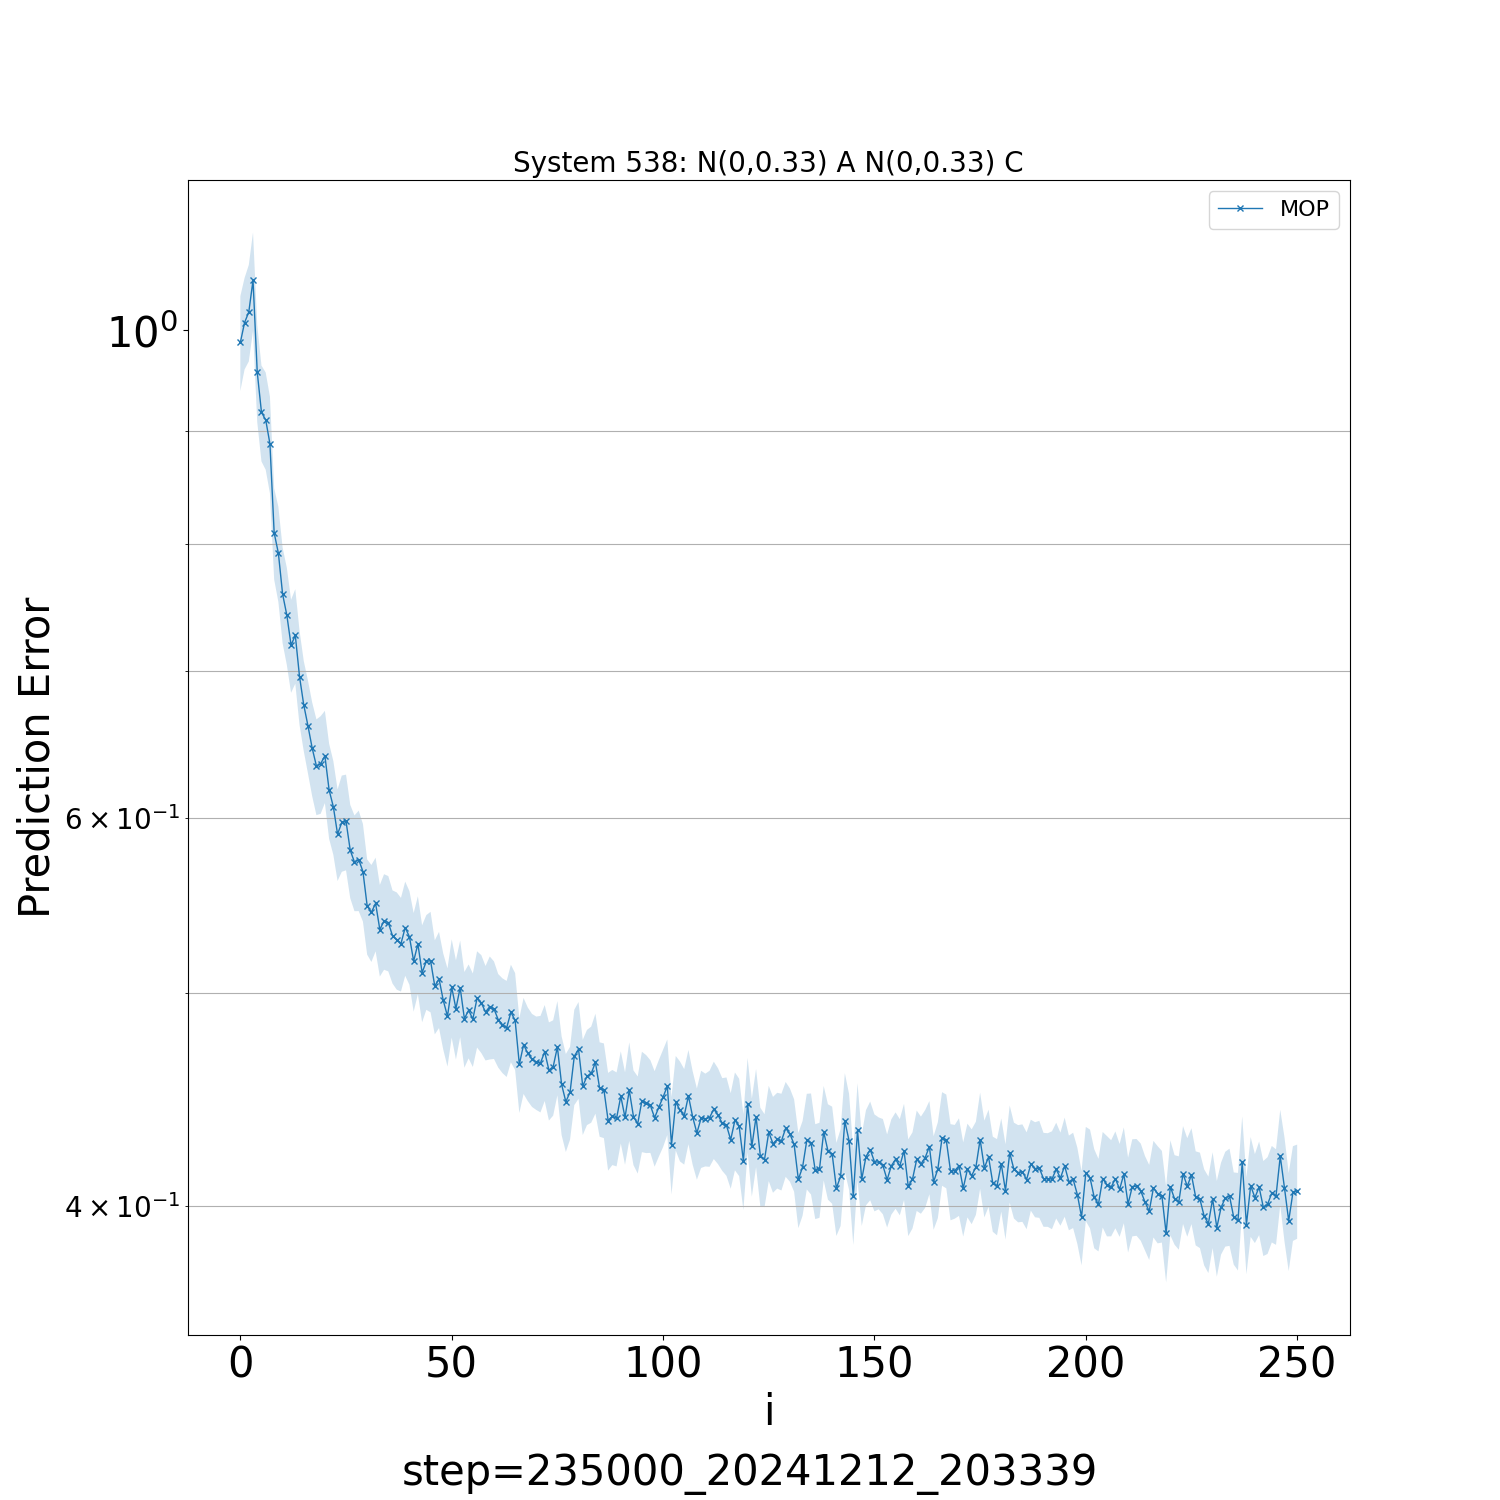 System 538: N(0,0.33) A N(0,0.33) C
MOP
10⁰
6 × 10⁻¹
4 × 10⁻¹
Prediction Error
0 50 100 150 200 250
i
step=235000_20241212_203339